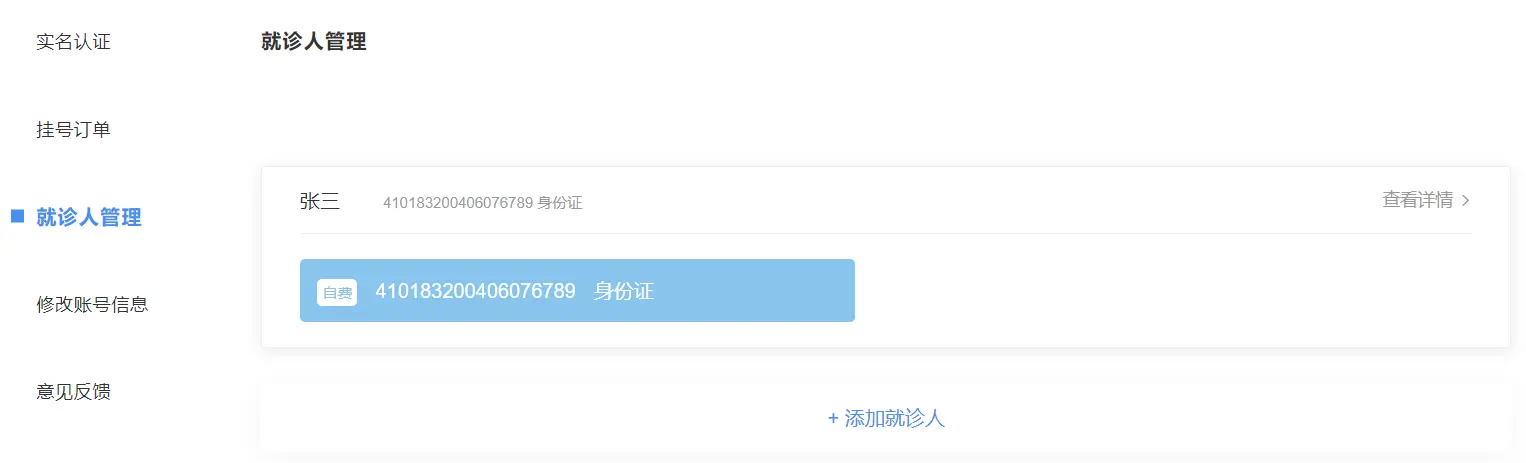 实名认证
挂号订单
就诊人管理
修改账号信息
意见反馈
就诊人管理
张三 410183200406076789 身份证 查看详情 >
自费 410183200406076789 身份证
+ 添加就诊人